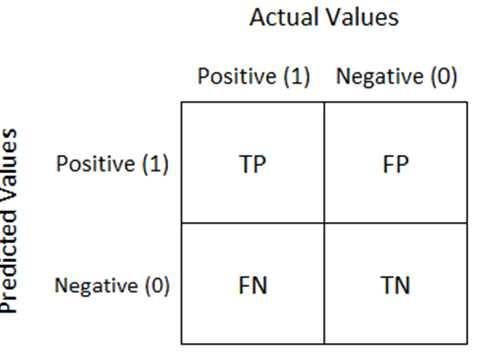 Actual Values
Positive (1) Negative (0)
Predicted Values
Positive (1) TP FP
Negative (0) FN TN